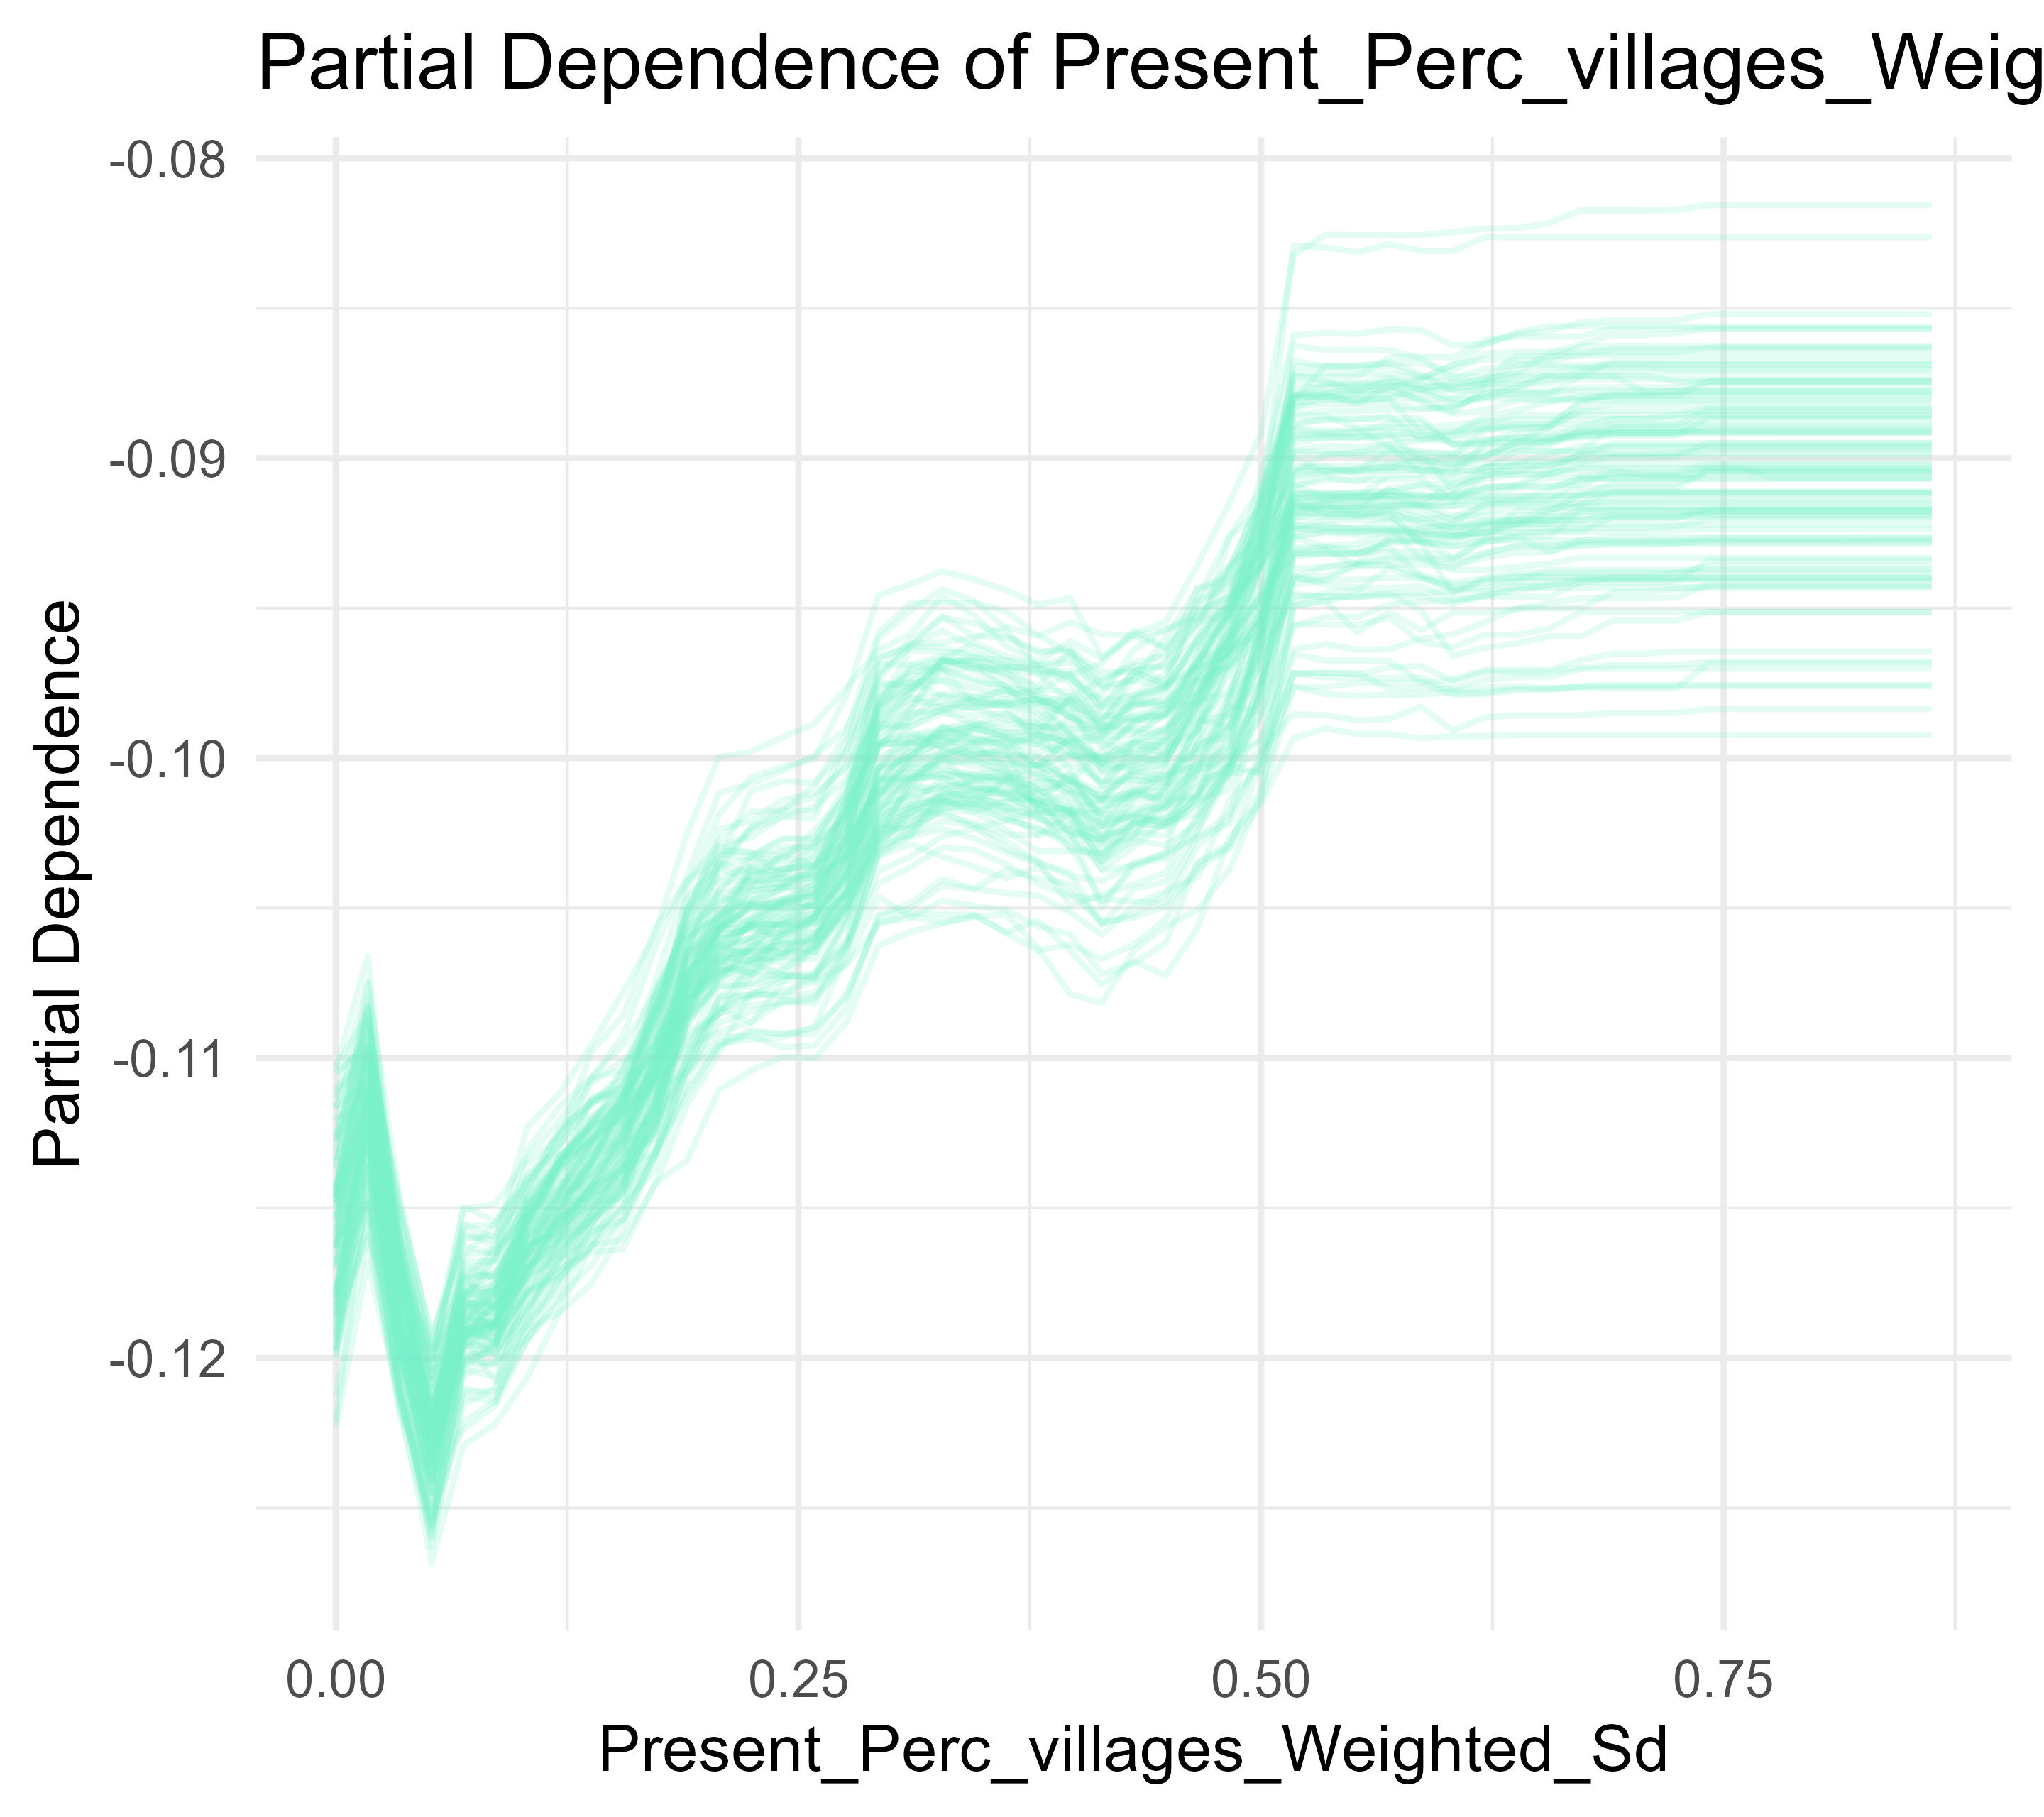 Partial Dependence of Present_Perc_villages_Weig
-0.08
-0.09
-0.10
-0.11
-0.12
Partial Dependence
0.00 0.25 0.50 0.75
Present_Perc_villages_Weighted_Sd